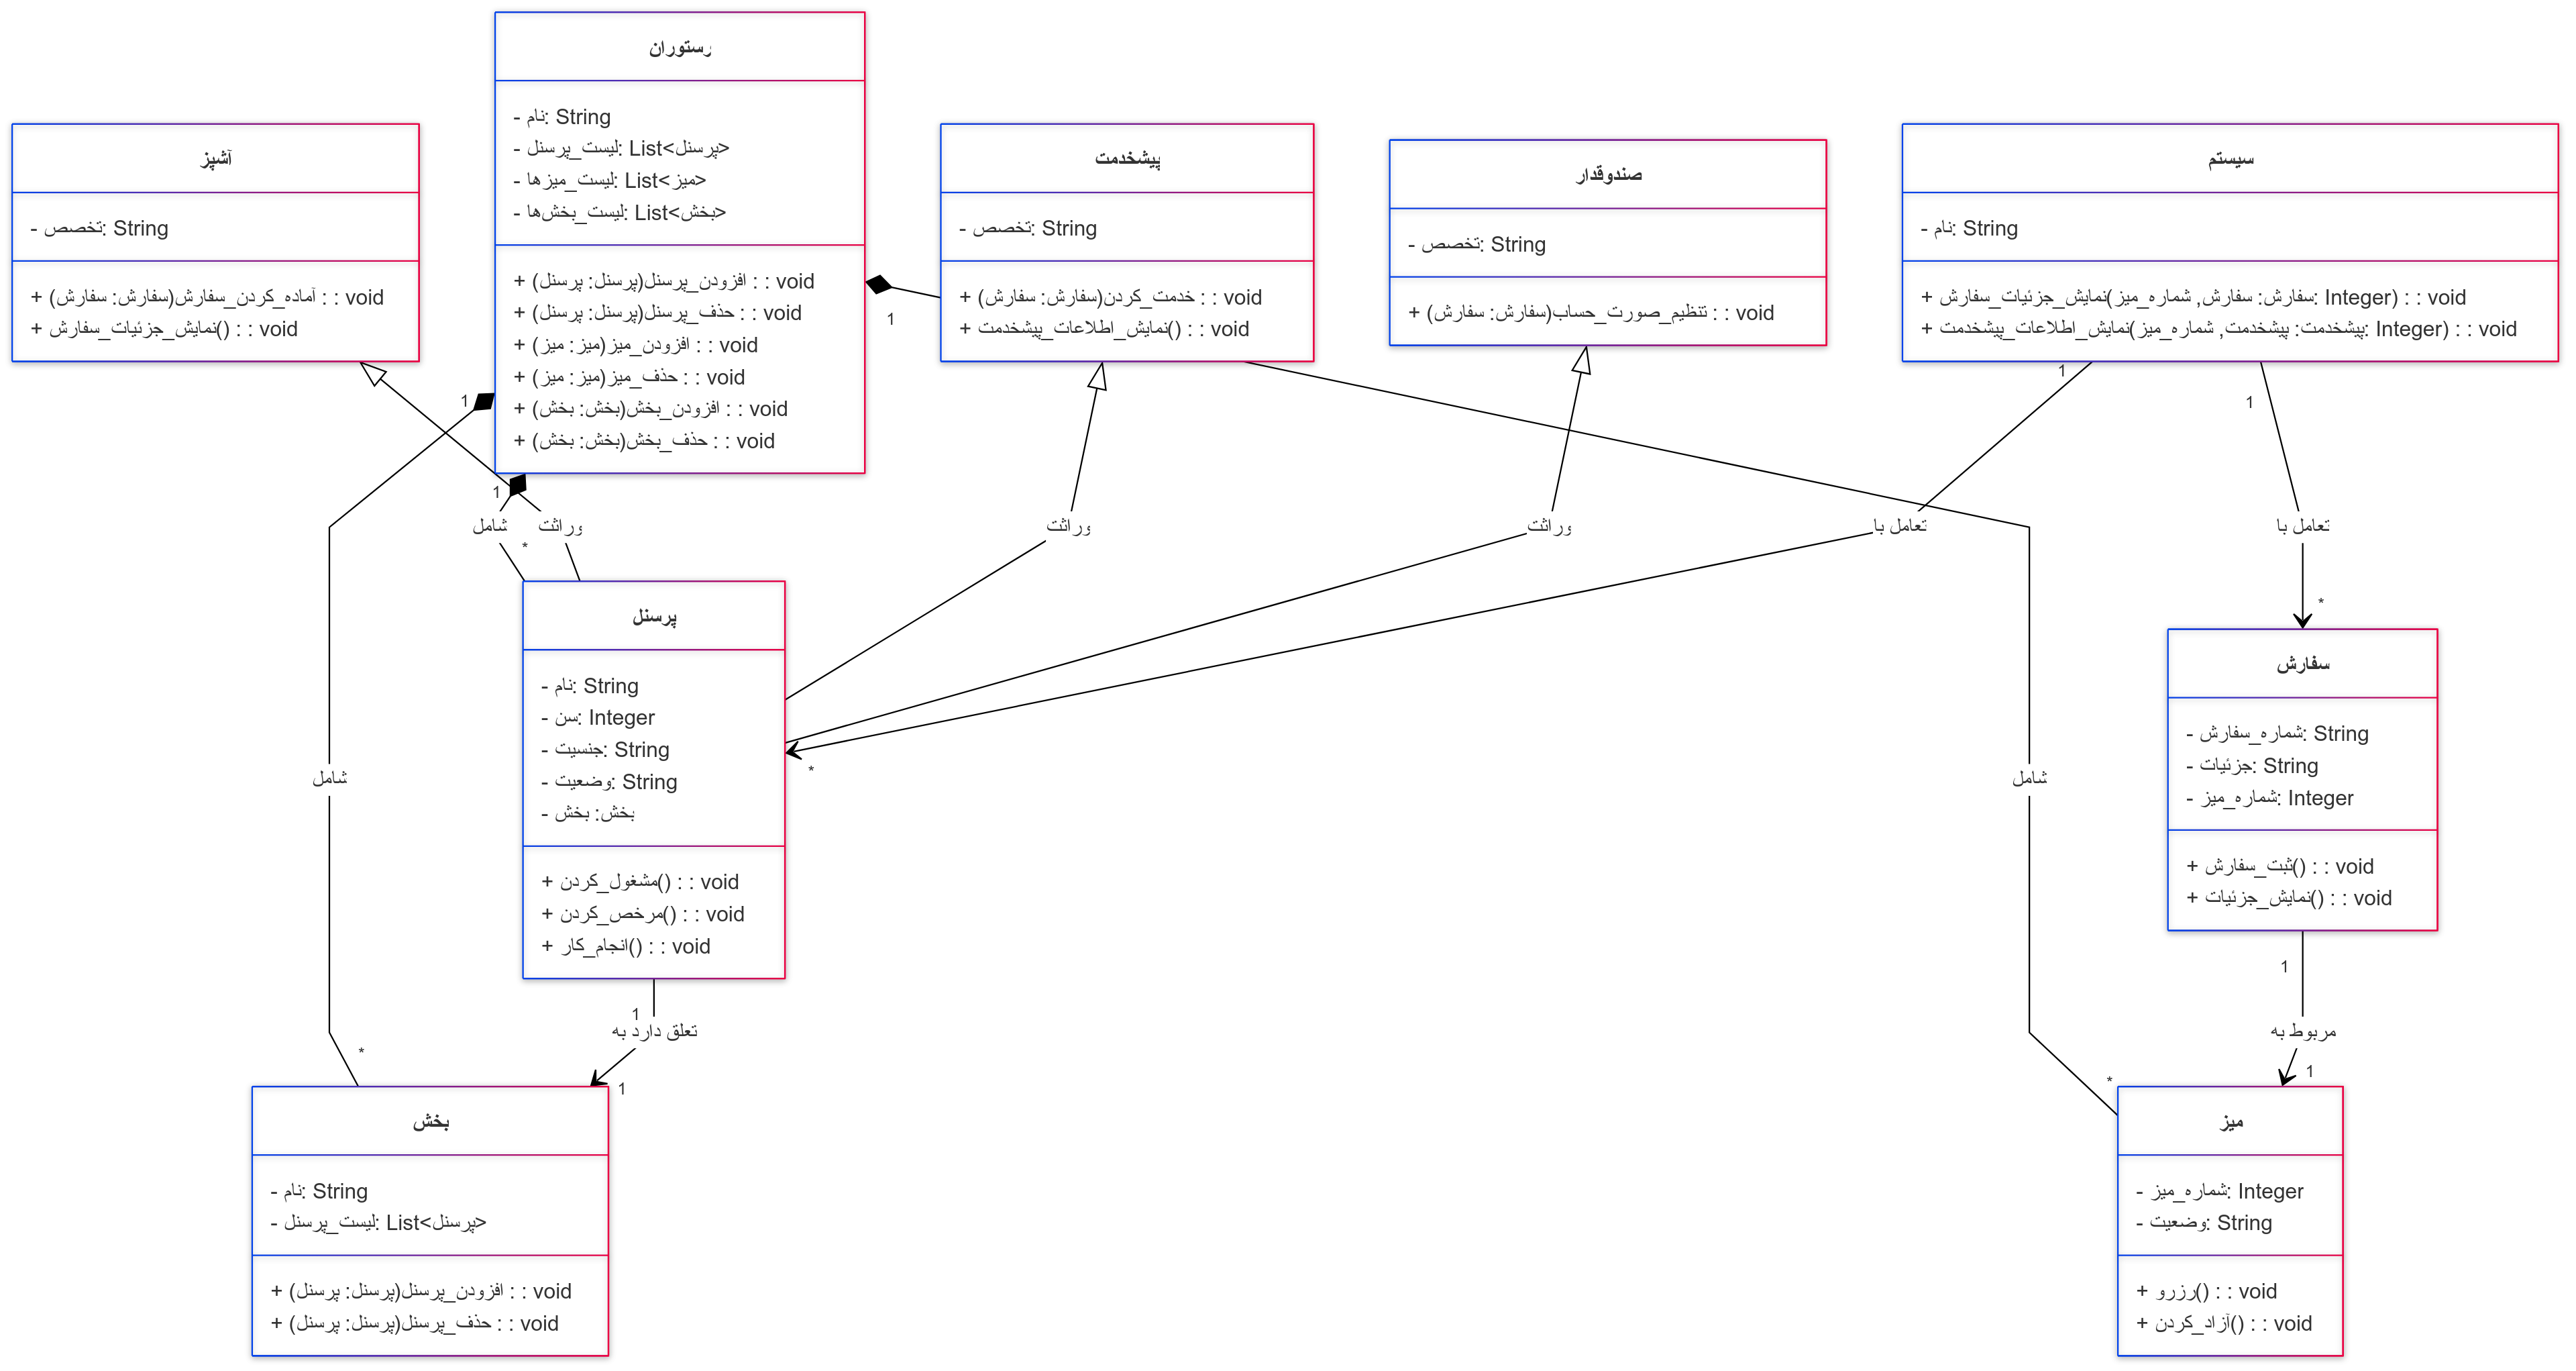 رستوران
- نام: String
- لیست_پرسنل: List<پرسنل>
- لیست_میزها: List<میز>
- لیست_بخش‌ها: List<بخش>
+ افزودن_پرسنل(پرسنل: پرسنل) : : void
+ حذف_پرسنل(پرسنل: پرسنل) : : void
+ افزودن_میز(میز: میز) : : void
+ حذف_میز(میز: میز) : : void
+ افزودن_بخش(بخش: بخش) : : void
+ حذف_بخش(بخش: بخش) : : void
آشپز
- تخصص: String
+ آماده_کردن_سفارش(سفارش: سفارش) : : void
+ نمایش_جزئیات_سفارش() : : void
پیشخدمت
- تخصص: String
+ خدمت_کردن(سفارش: سفارش) : : void
+ نمایش_اطلاعات_پیشخدمت() : : void
صندوقدار
- تخصص: String
+ تنظیم_صورت_حساب(سفارش: سفارش) : : void
سیستم
- نام: String
+ نمایش_جزئیات_سفارش(سفارش: سفارش, شماره_میز: Integer) : : void
+ نمایش_اطلاعات_پیشخدمت(پیشخدمت: پیشخدمت, شماره_میز: Integer) : : void
1
1
1
1
1
شامل
*
وراثت
وراثت
وراثت
تعامل با
تعامل با
*
*
شامل
شامل
پرسنل
- نام: String
- سن: Integer
- جنسیت: String
- وضعیت: String
- بخش: بخش
+ مشغول_کردن() : : void
+ مرخص_کردن() : : void
+ انجام_کار() : : void
سفارش
- شماره_سفارش: String
- جزئیات: String
- شماره_میز: Integer
+ ثبت_سفارش() : : void
+ نمایش_جزئیات() : : void
1
تعلق دارد به
1
*
1
مربوط به
1
*
بخش
- نام: String
- لیست_پرسنل: List<پرسنل>
+ افزودن_پرسنل(پرسنل: پرسنل) : : void
+ حذف_پرسنل(پرسنل: پرسنل) : : void
میز
- شماره_میز: Integer
- وضعیت: String
+ رزرو() : : void
+ آزاد_کردن() : : void